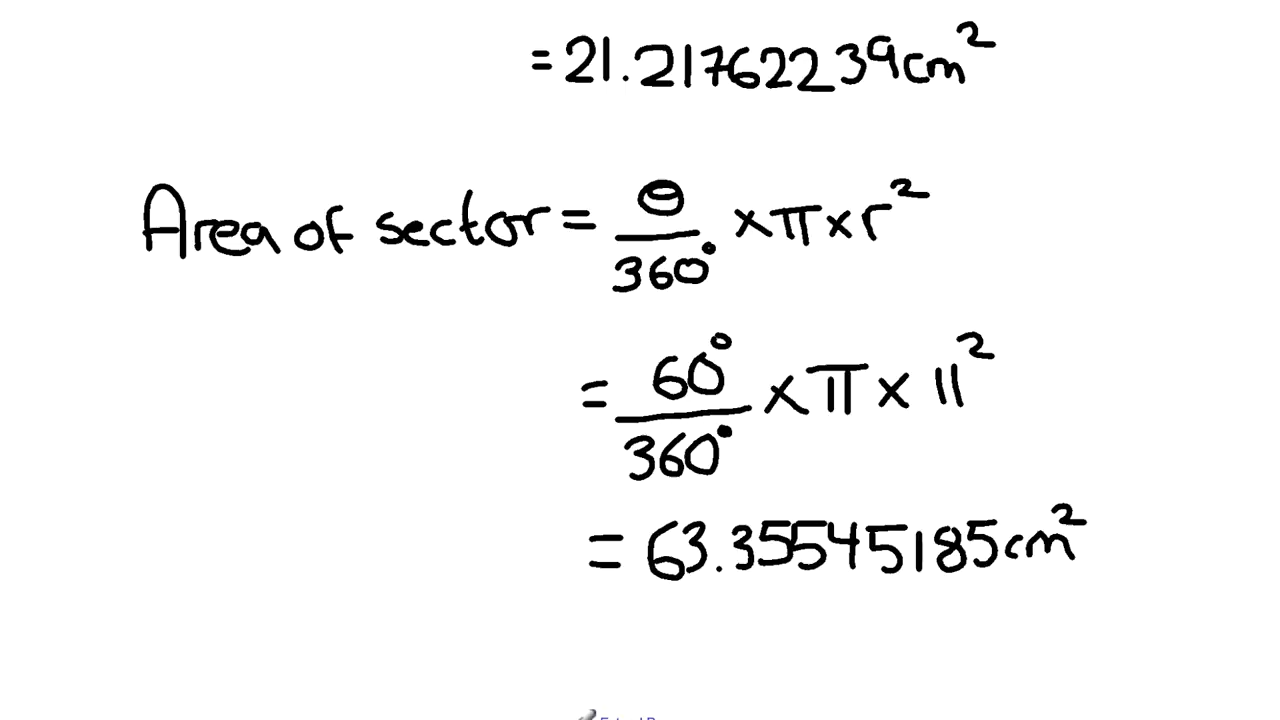 = 21.21762239cm²
Area of sector = θ/360° × π × r²
= 60°/360° × π × 11²
= 63.35545185cm²